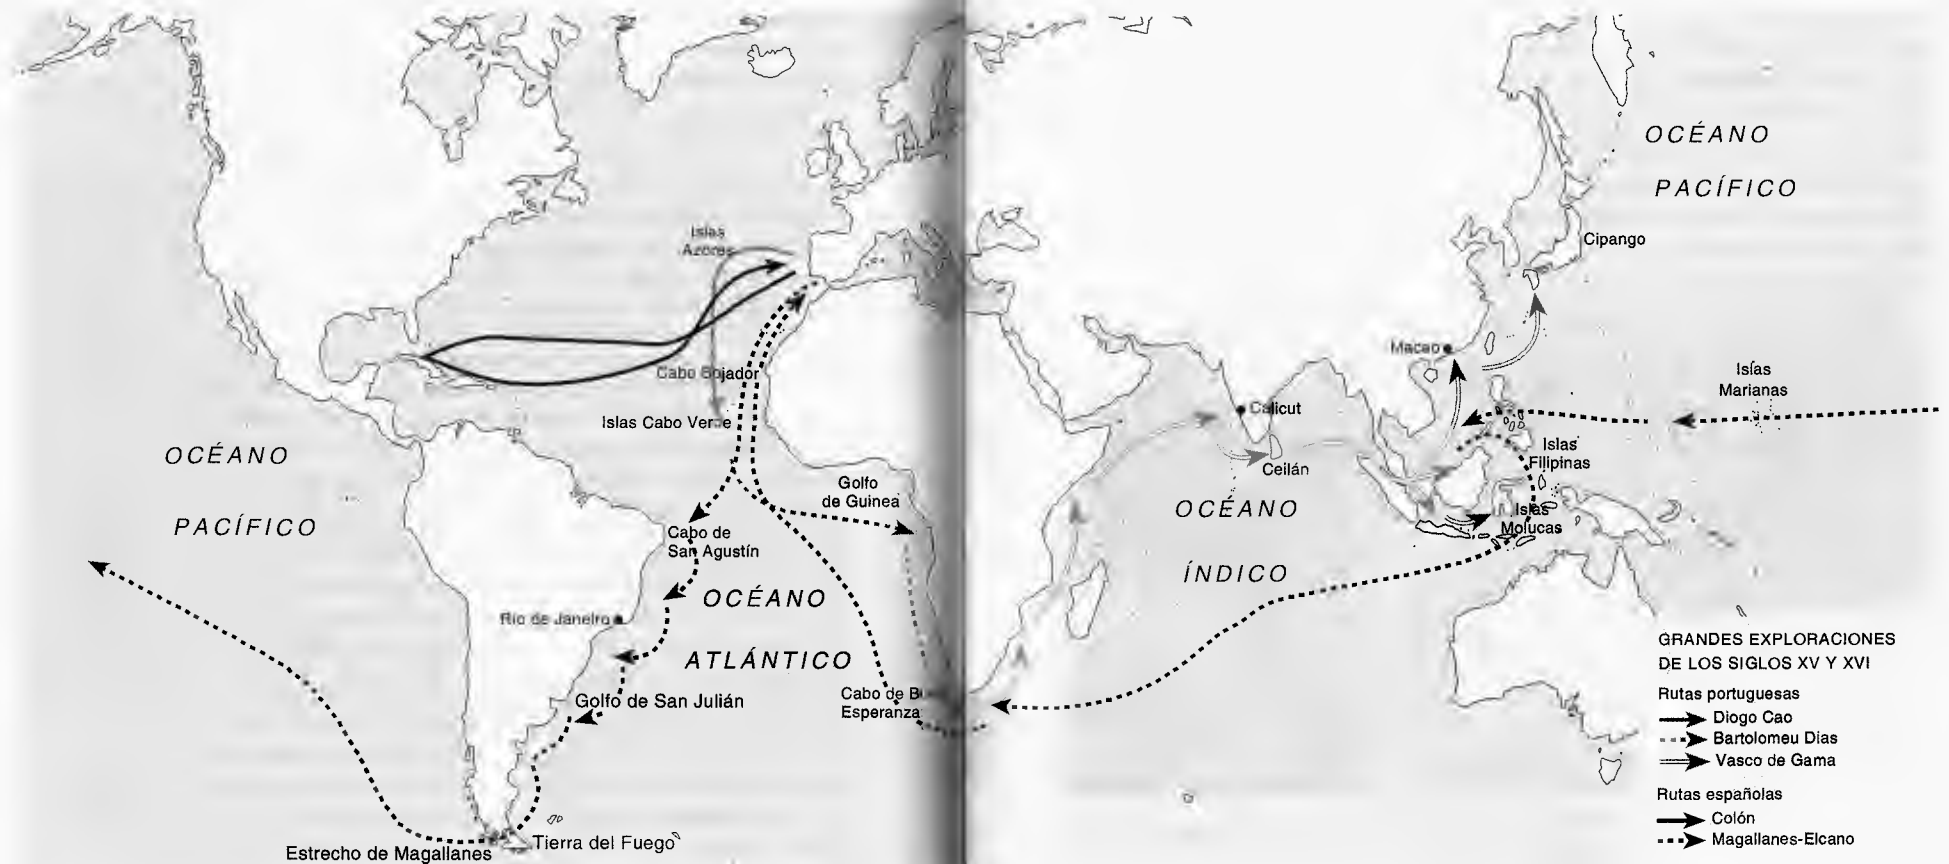 OCÉANO
PACÍFICO
Cipango
Islas
Azores
Macao
Islas
Marianas
Cabo Bojador
Calicut
Islas Cabo Verde
OCÉANO
PACÍFICO
Islas
Filipinas
Ceilán
Golfo
de Guinea
OCÉANO
ÍNDICO
Islas
Molucas
Cabo de
San Agustín
OCÉANO
ATLÁNTICO
Río de Janeiro
Golfo de San Julián
Cabo de
Esperanza
Estrecho de Magallanes
Tierra del Fuego
GRANDES EXPLORACIONES
DE LOS SIGLOS XV Y XVI
Rutas portuguesas
Diogo Cao
Bartolomeu Dias
Vasco de Gama
Rutas españolas
Colón
Magallanes-Elcano